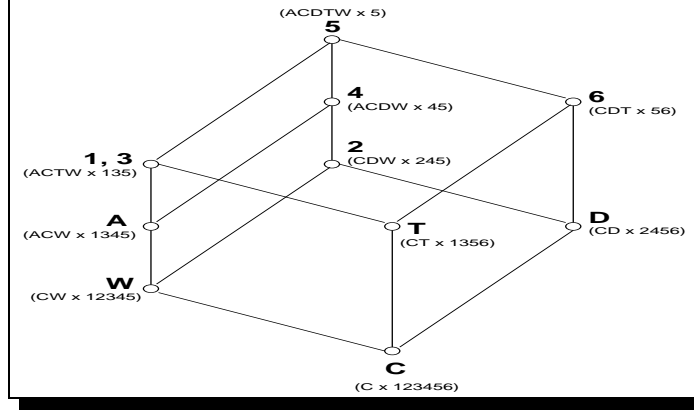 (ACDTW x 5)
5
4
(ACDW x 45)
6
(CDT x 56)
1, 3
(ACTW x 135)
2
(CDW x 245)
A
(ACW x 1345)
T
(CT x 1356)
D
(CD x 2456)
W
(CW x 12345)
C
(C x 123456)